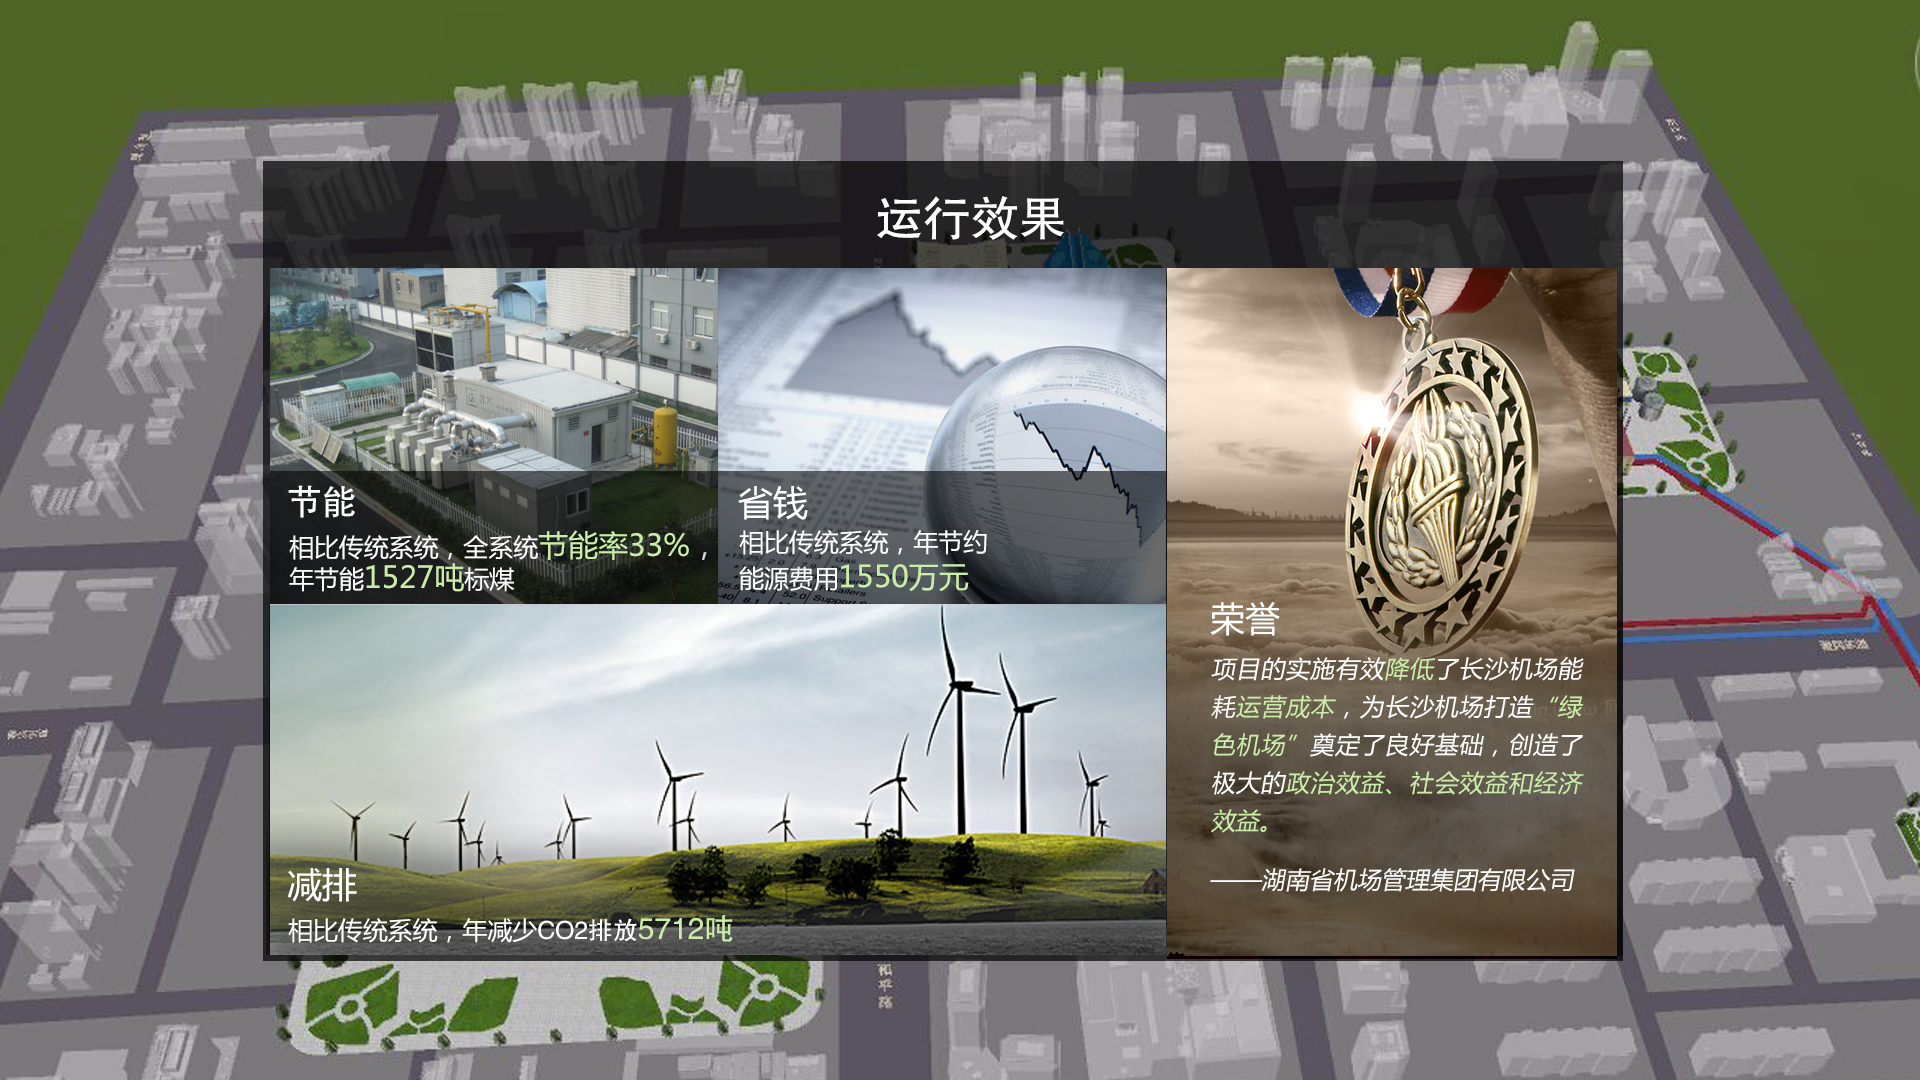 运行效果
节能
相比传统系统，全系统节能率33%，
年节能1527吨标煤
省钱
相比传统系统，年节约
能源费用1550万元
减排
相比传统系统，年减少CO2排放5712吨
荣誉
项目的实施有效降低了长沙机场能
耗运营成本，为长沙机场打造“绿
色机场”奠定了良好基础，创造了
极大的政治效益、社会效益和经济
效益。
——湖南省机场管理集团有限公司